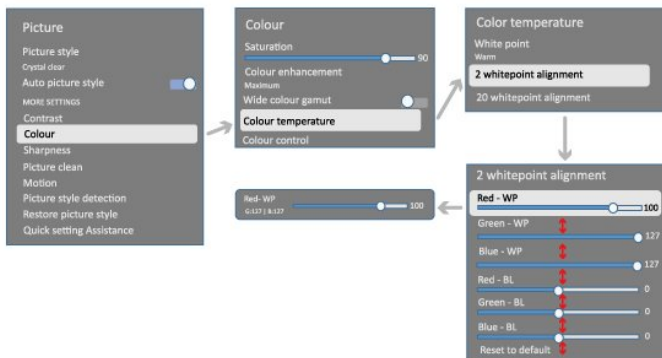 Picture
Picture style
Crystal clear
Auto picture style
MORE SETTINGS
Contrast
Colour
Sharpness
Picture clean
Motion
Picture style detection
Restore picture style
Quick setting Assistance
Colour
Saturation
90
Colour enhancement
Maximum
Wide colour gamut
Colour temperature
Colour control
Color temperature
White point
Warm
2 whitepoint alignment
20 whitepoint alignment
2 whitepoint alignment
Red - WP
100
Green - WP
127
Blue - WP
127
Red - BL
0
Green - BL
0
Blue - BL
0
Reset to default
Red- WP
G:127 | B:127
100